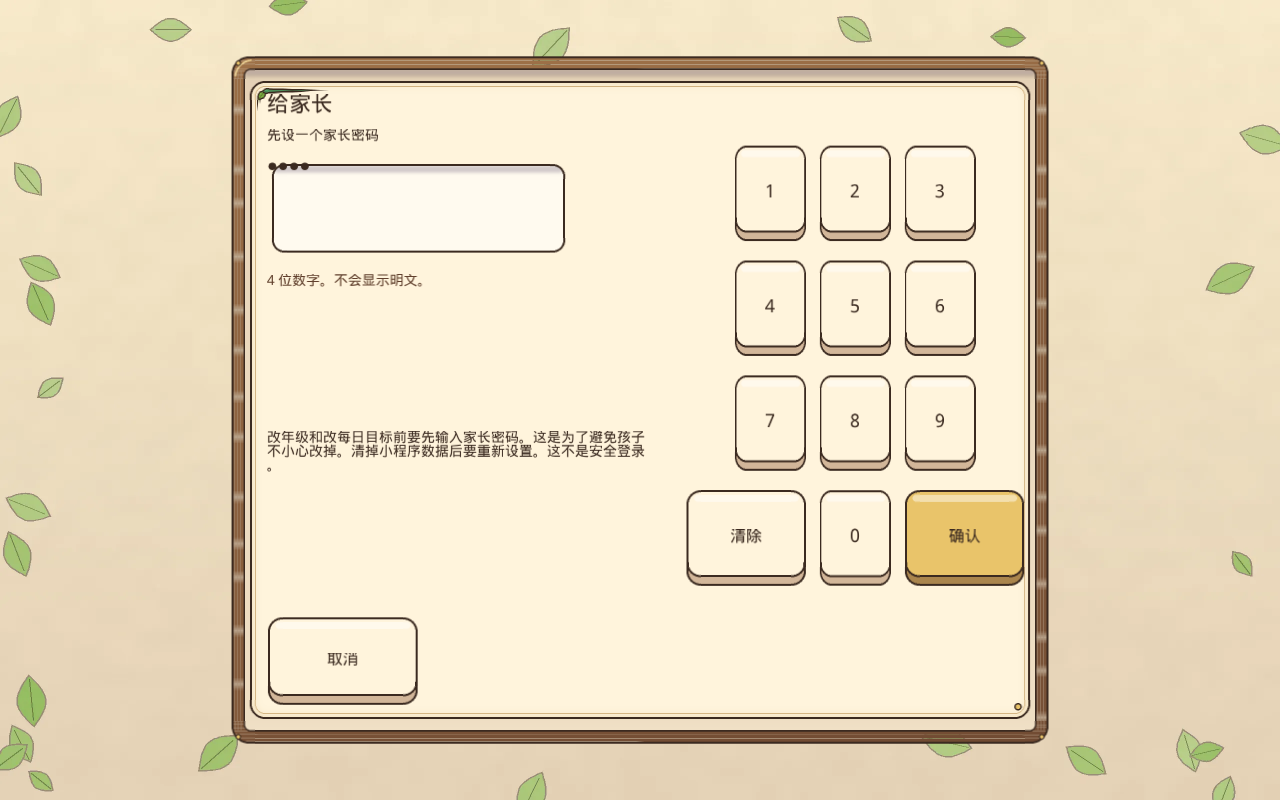 给家长
先设一个家长密码
●●●●
4 位数字。不会显示明文。
1 2 3
4 5 6
7 8 9
清除 0 确认
改年级和改每日目标前要先输入家长密码。这是为了避免孩子
不小心改掉。清掉小程序数据后要重新设置。这不是安全登录
。
取消